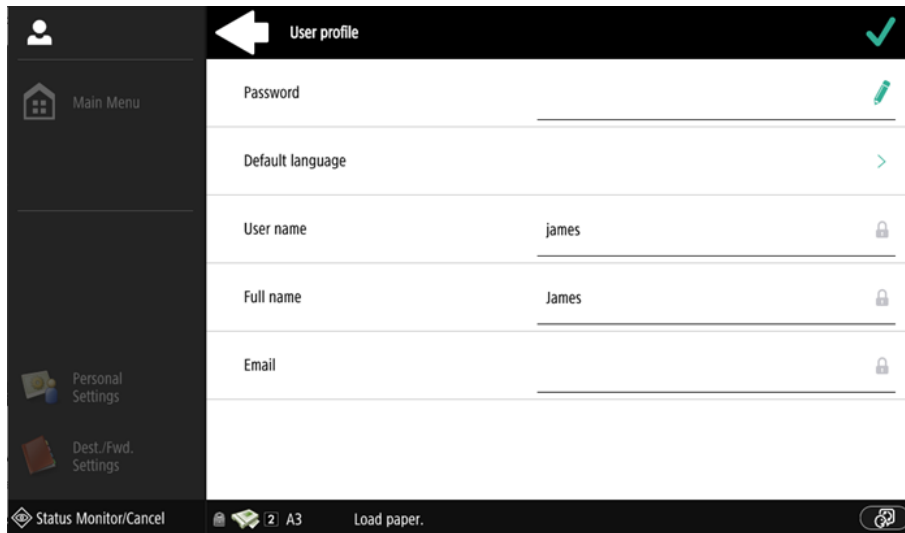 User profile
Main Menu
Password
Default language
User name james
Full name James
Email
Personal
Settings
Dest./Fwd.
Settings
Status Monitor/Cancel 2 A3 Load paper.